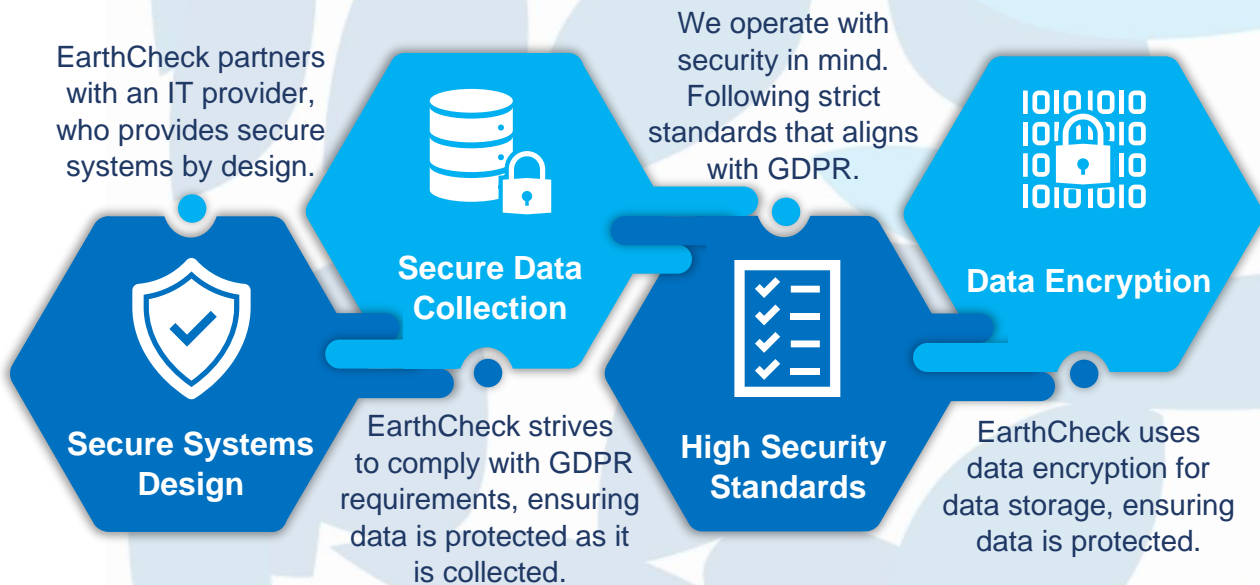 EarthCheck partners
with an IT provider,
who provides secure
systems by design.
Secure Systems
Design
Secure Data
Collection
EarthCheck strives
to comply with GDPR
requirements, ensuring
data is protected as it
is collected.
We operate with
security in mind.
Following strict
standards that aligns
with GDPR.
High Security
Standards
10101010
Data Encryption
EarthCheck uses
data encryption for
data storage, ensuring
data is protected.